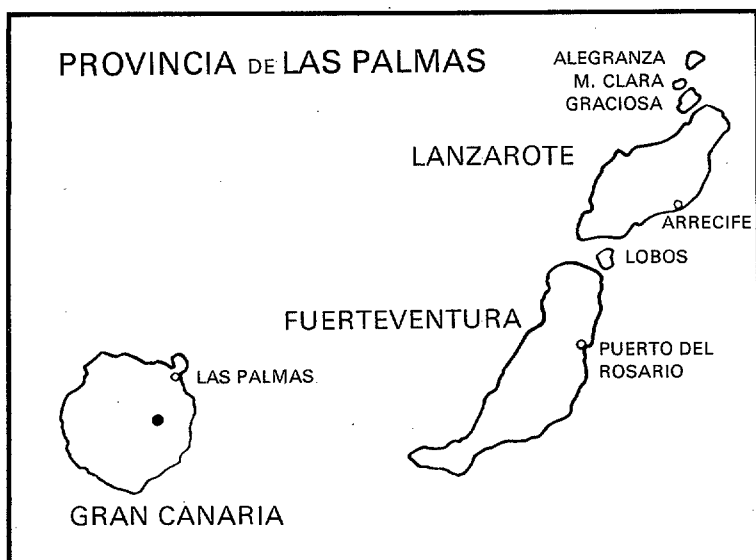 PROVINCIA DE LAS PALMAS
ALEGRANZA
M. CLARA
GRACIOSA
LANZAROTE
ARRECIFE
LOBOS
FUERTEVENTURA
PUERTO DEL
ROSARIO
LAS PALMAS
GRAN CANARIA